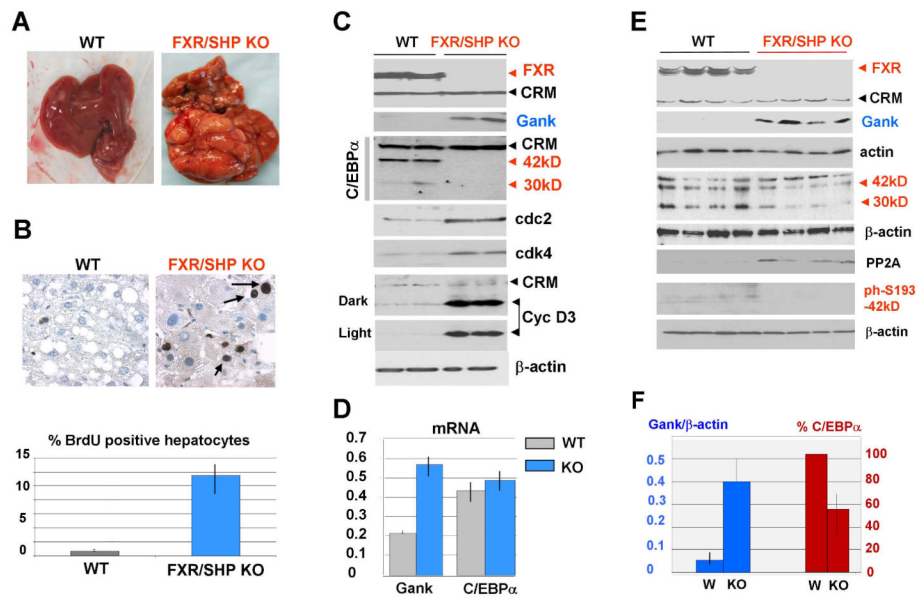 A
WT
FXR/SHP KO
B
WT
FXR/SHP KO
% BrdU positive hepatocytes
15
10
5
0
WT
FXR/SHP KO
C
WT
FXR/SHP KO
FXR
CRM
Gank
C/EBPα
CRM
42kD
30kD
cdc2
cdk4
CRM
Dark
Cyc D3
Light
β-actin
D
mRNA
0.7
0.6
0.5
0.4
0.3
0.2
0
WT
KO
Gank
C/EBPα
E
WT
FXR/SHP KO
FXR
CRM
Gank
actin
42kD
30kD
β-actin
PP2A
ph-S193
-42kD
β-actin
F
Gank/β-actin
% C/EBPα
0.5
0.4
0.3
0.2
0.1
0
100
80
60
40
20
0
W KO
W KO